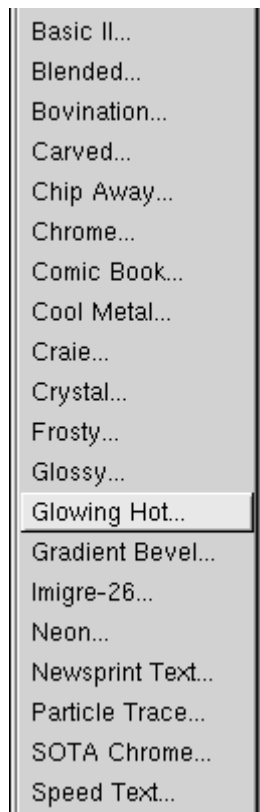 Basic II...
Blended...
Bovination...
Carved...
Chip Away...
Chrome...
Comic Book...
Cool Metal...
Craie...
Crystal...
Frosty...
Glossy...
Glowing Hot...
Gradient Bevel...
Imigre-26...
Neon...
Newsprint Text...
Particle Trace...
SOTA Chrome...
Speed Text...